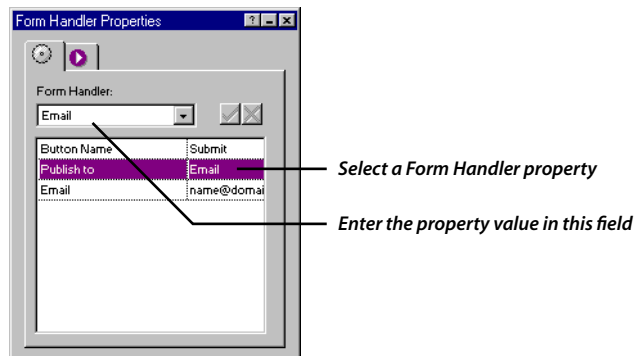 Form Handler Properties
Form Handler:
Email
Button Name Submit
Publish to Email
Email name@domai
Select a Form Handler property
Enter the property value in this field